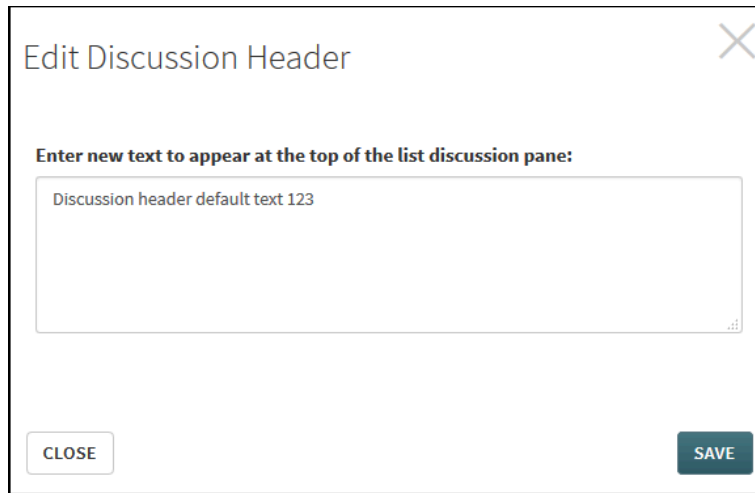 Edit Discussion Header
Enter new text to appear at the top of the list discussion pane:
Discussion header default text 123
CLOSE
SAVE